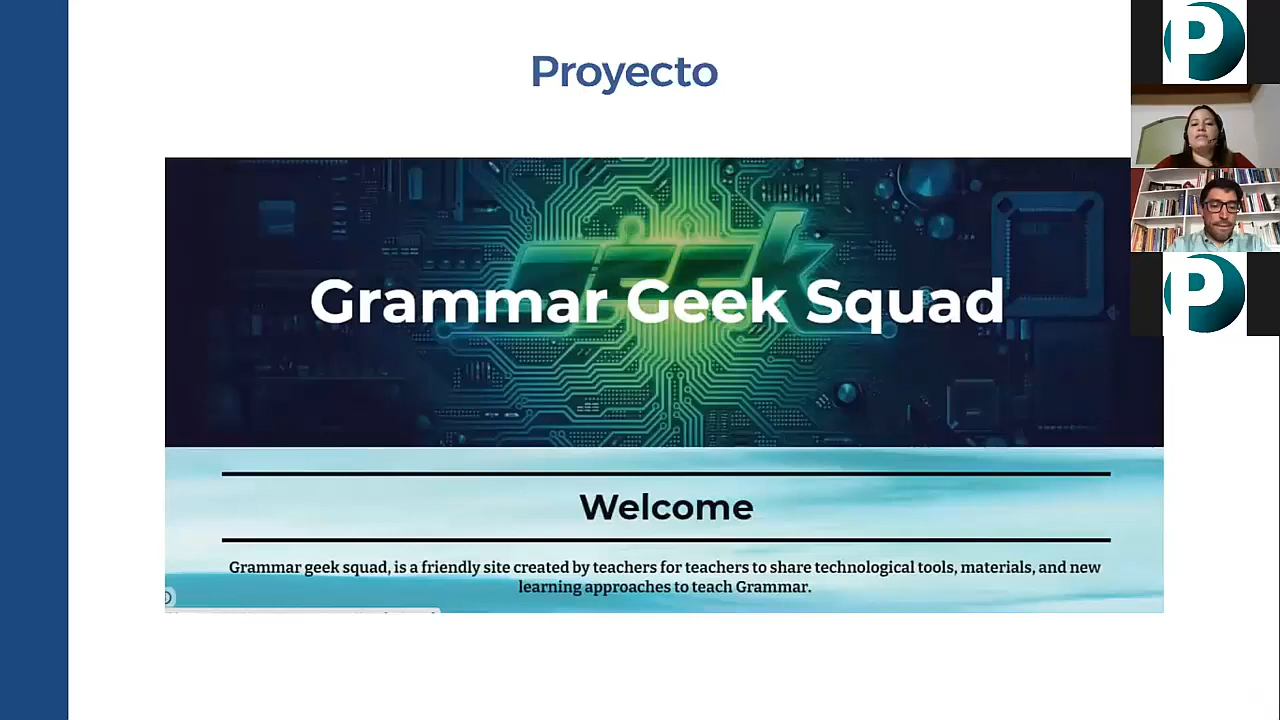 Proyecto
geek
Grammar Geek Squad
Welcome
Grammar geek squad, is a friendly site created by teachers for teachers to share technological tools, materials, and new
learning approaches to teach Grammar.
P
P